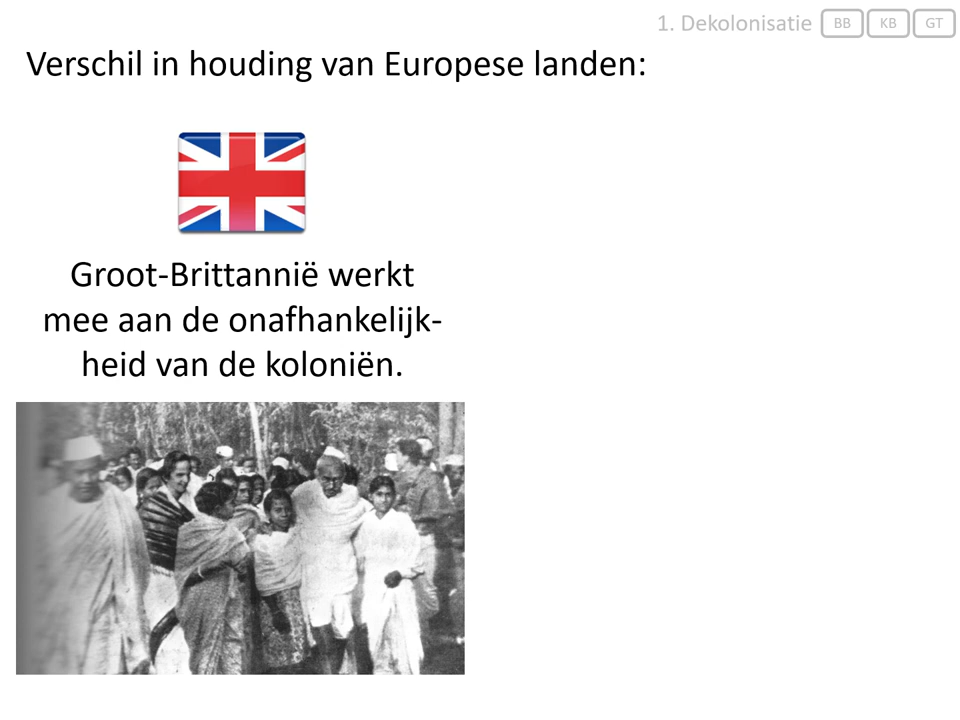 1. Dekolonisatie BB KB GT
Verschil in houding van Europese landen:
Groot-Brittannië werkt
mee aan de onafhankelijk-
heid van de koloniën.